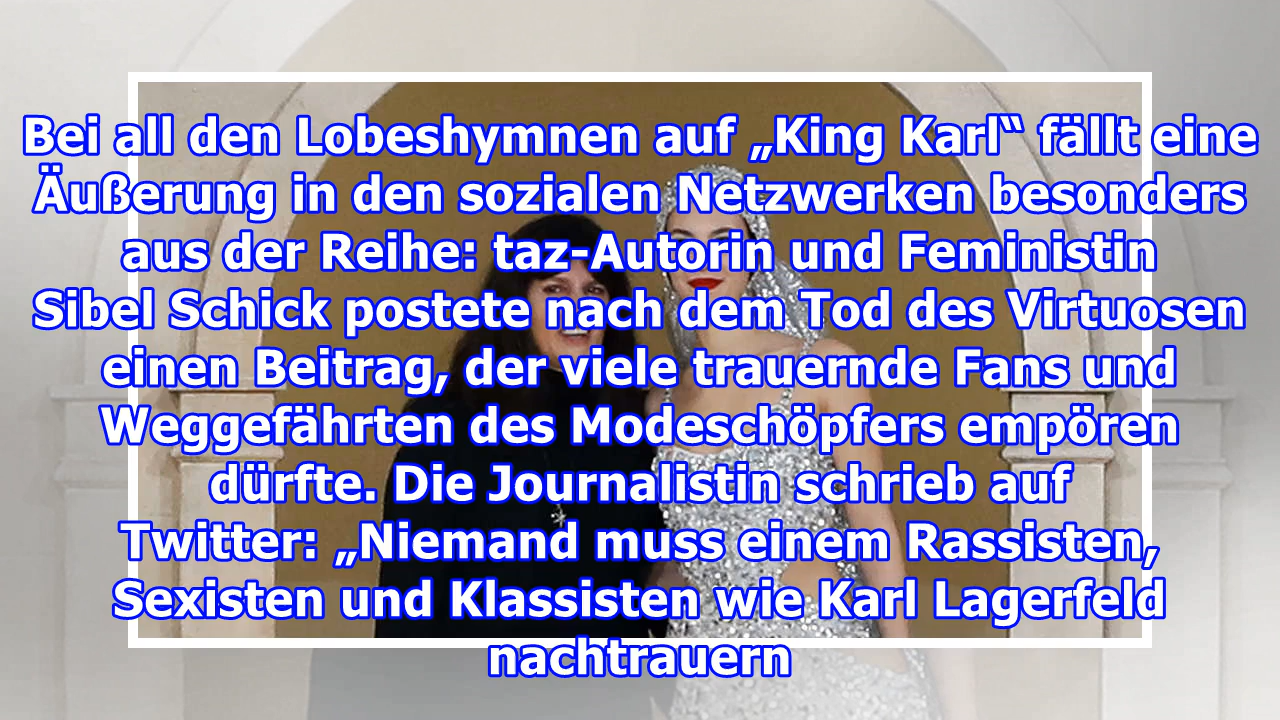 Bei all den Lobeshymnen auf „King Karl“ fällt eine
Äußerung in den sozialen Netzwerken besonders
aus der Reihe: taz-Autorin und Feministin
Sibel Schick postete nach dem Tod des Virtuosen
einen Beitrag, der viele trauernde Fans und
Weggefährten des Modeschöpfers empören
dürfte. Die Journalistin schrieb auf
Twitter: „Niemand muss einem Rassisten,
Sexisten und Klassisten wie Karl Lagerfeld
nachtrauern